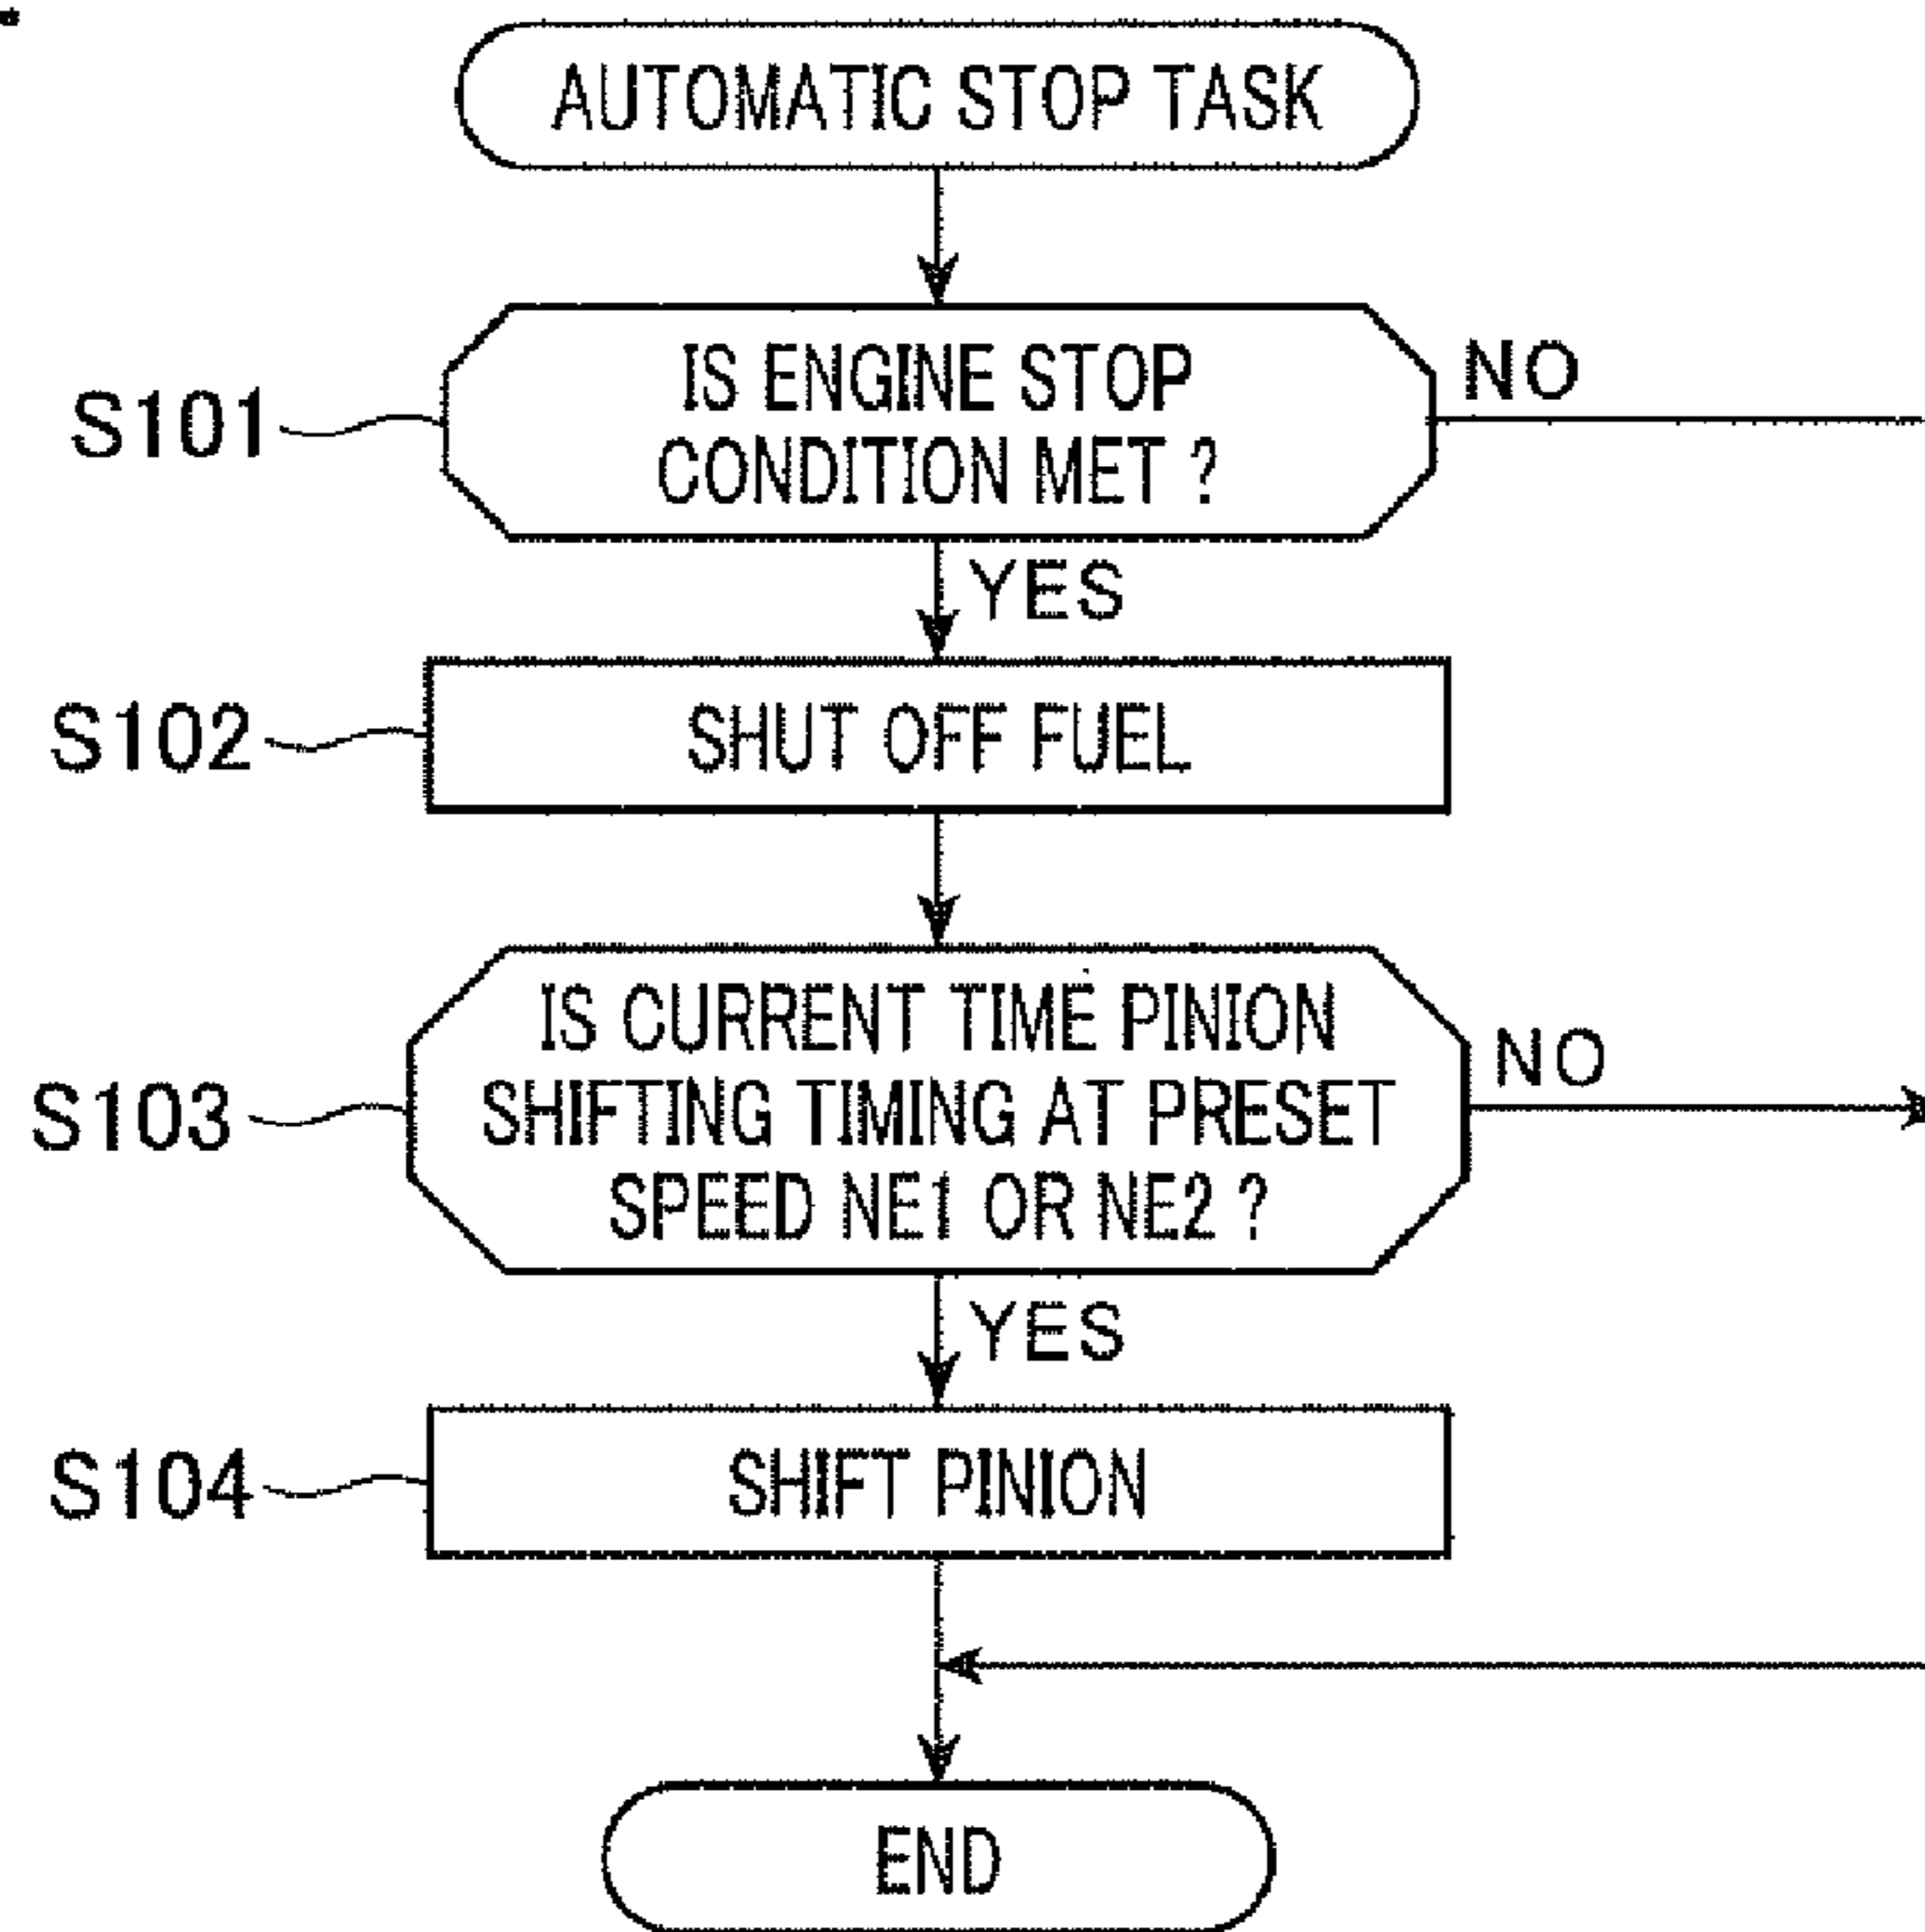 AUTOMATIC STOP TASK
S101
IS ENGINE STOP
CONDITION MET ?
NO
YES
S102
SHUT OFF FUEL
S103
IS CURRENT TIME PINION
SHIFTING TIMING AT PRESET
SPEED NE1 OR NE2 ?
NO
YES
S104
SHIFT PINION
END